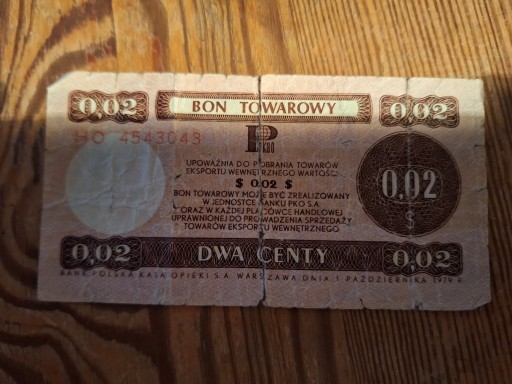 0,02 BON TOWAROWY 0,02
HO 4543043
PKO
UPOWAŻNIA DO POBRANIA TOWARÓW
EKSPORTU WEWNĘTRZNEGO WARTOŚCI
$ 0,02 $
BON TOWAROWY MOŻE BYĆ ZREALIZOWANY
W JEDNOSTCE BANKU PKO S.A.
ORAZ W KAŻDEJ PLACÓWCE HANDLOWEJ
UPRAWNIONEJ DO PROWADZENIA SPRZEDAŻY
TOWARÓW EKSPORTU WEWNĘTRZNEGO
0,02
$
0,02 DWA CENTY 0,02
BANK POLSKA KASA OPIEKI S.A. WARSZAWA DNIA 1 PAŹDZIERNIKA 1979 R.